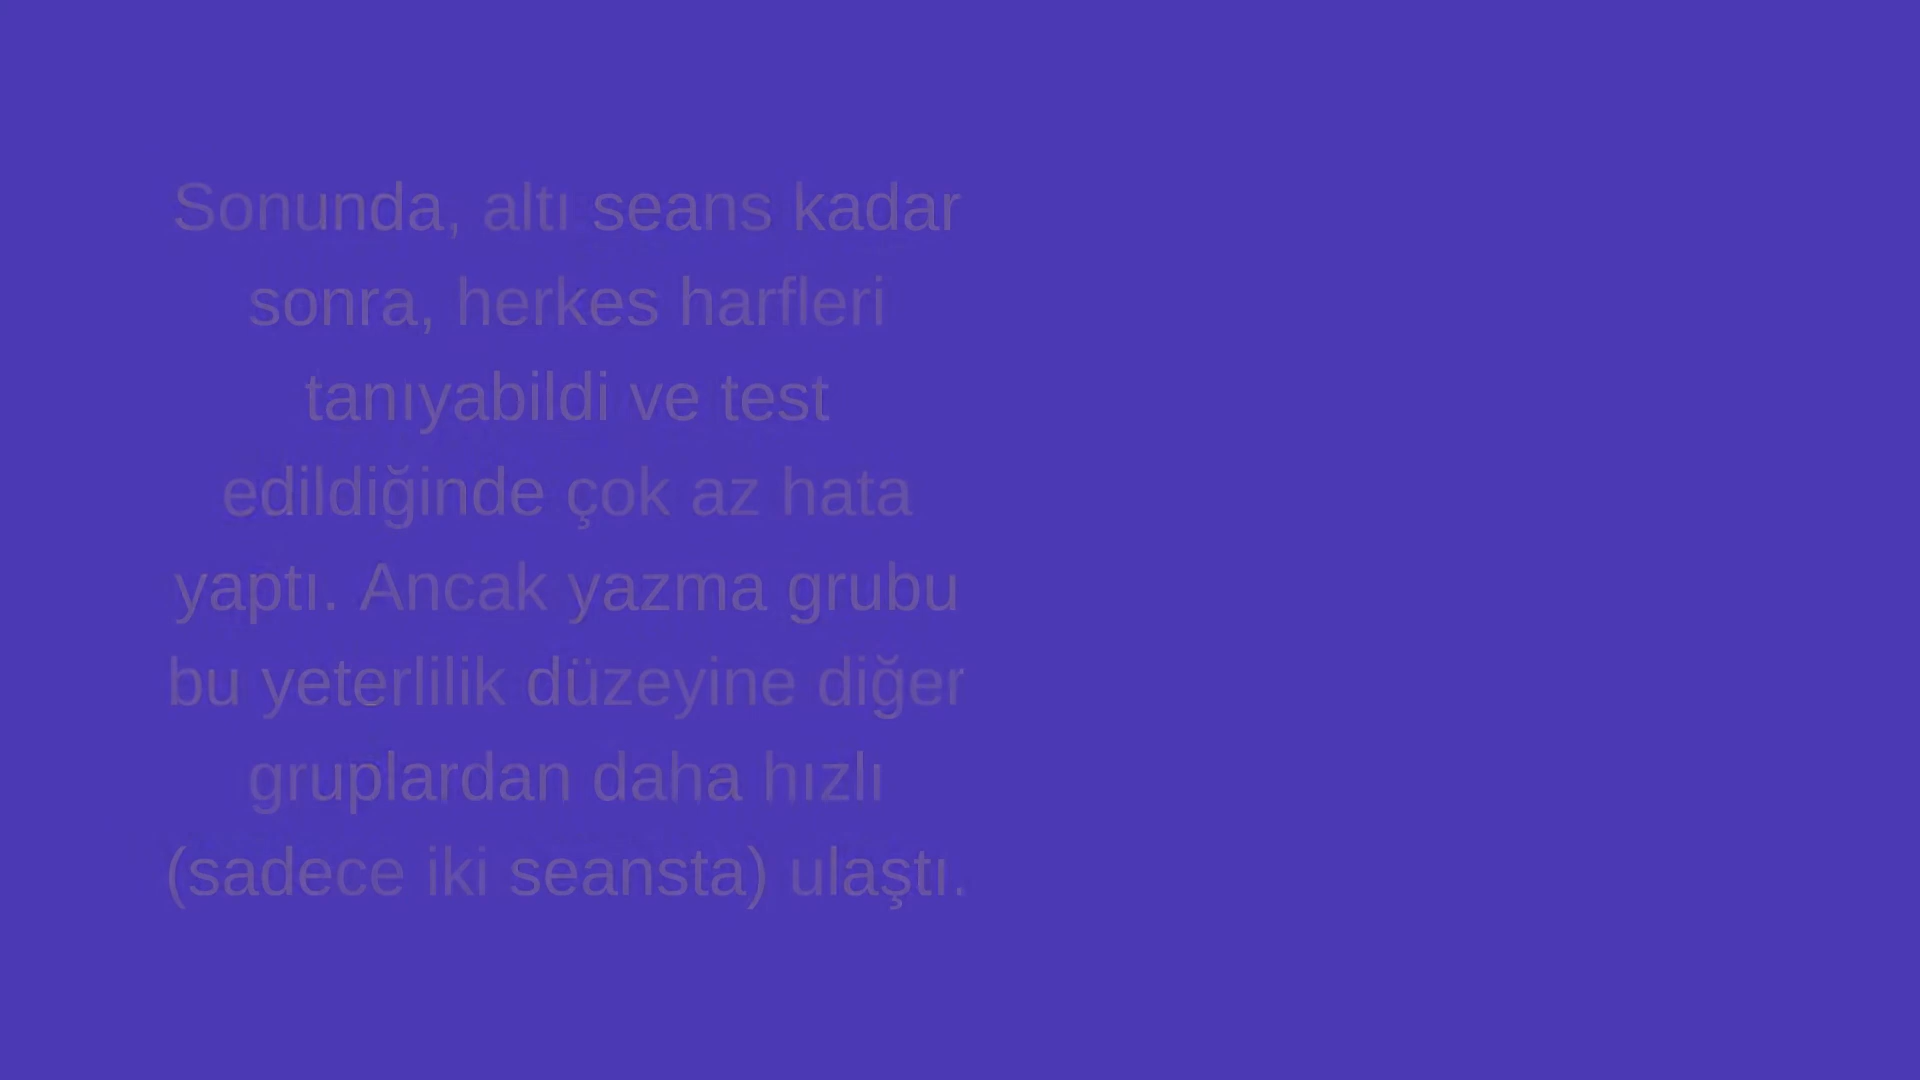 Sonunda, altı seans kadar
sonra, herkes harfleri
tanıyabildi ve test
edildiğinde çok az hata
yaptı. Ancak yazma grubu
bu yeterlilik düzeyine diğer
gruplardan daha hızlı
(sadece iki seansta) ulaştı.